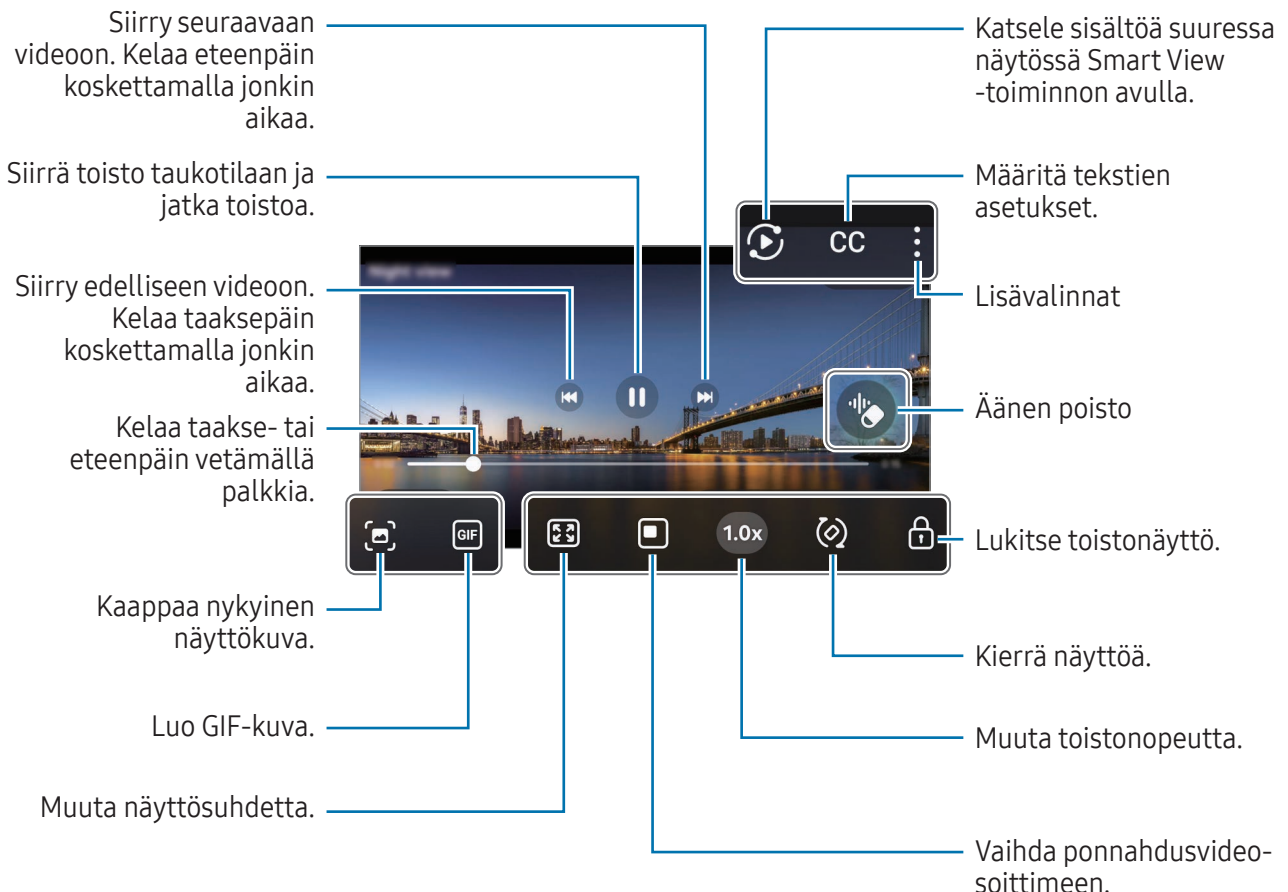 Siirry seuraavaan
videoon. Kelaa eteenpäin
koskettamalla jonkin
aikaa.
Siirrä toisto taukotilaan ja
jatka toistoa.
Siirry edelliseen videoon.
Kelaa taaksepäin
koskettamalla jonkin
aikaa.
Kelaa taakse- tai
eteenpäin vetämällä
palkkia.
Kaappaa nykyinen
näyttökuva.
Luo GIF-kuva.
Muuta näyttösuhdetta.
Night view
CC
GIF
1.0x
Katsele sisältöä suuressa
näytössä Smart View
-toiminnon avulla.
Määritä tekstien
asetukset.
Lisävalinnat
Äänen poisto
Lukitse toistonäyttö.
Kierrä näyttöä.
Muuta toistonopeutta.
Vaihda ponnahdusvideo-
soittimeen.